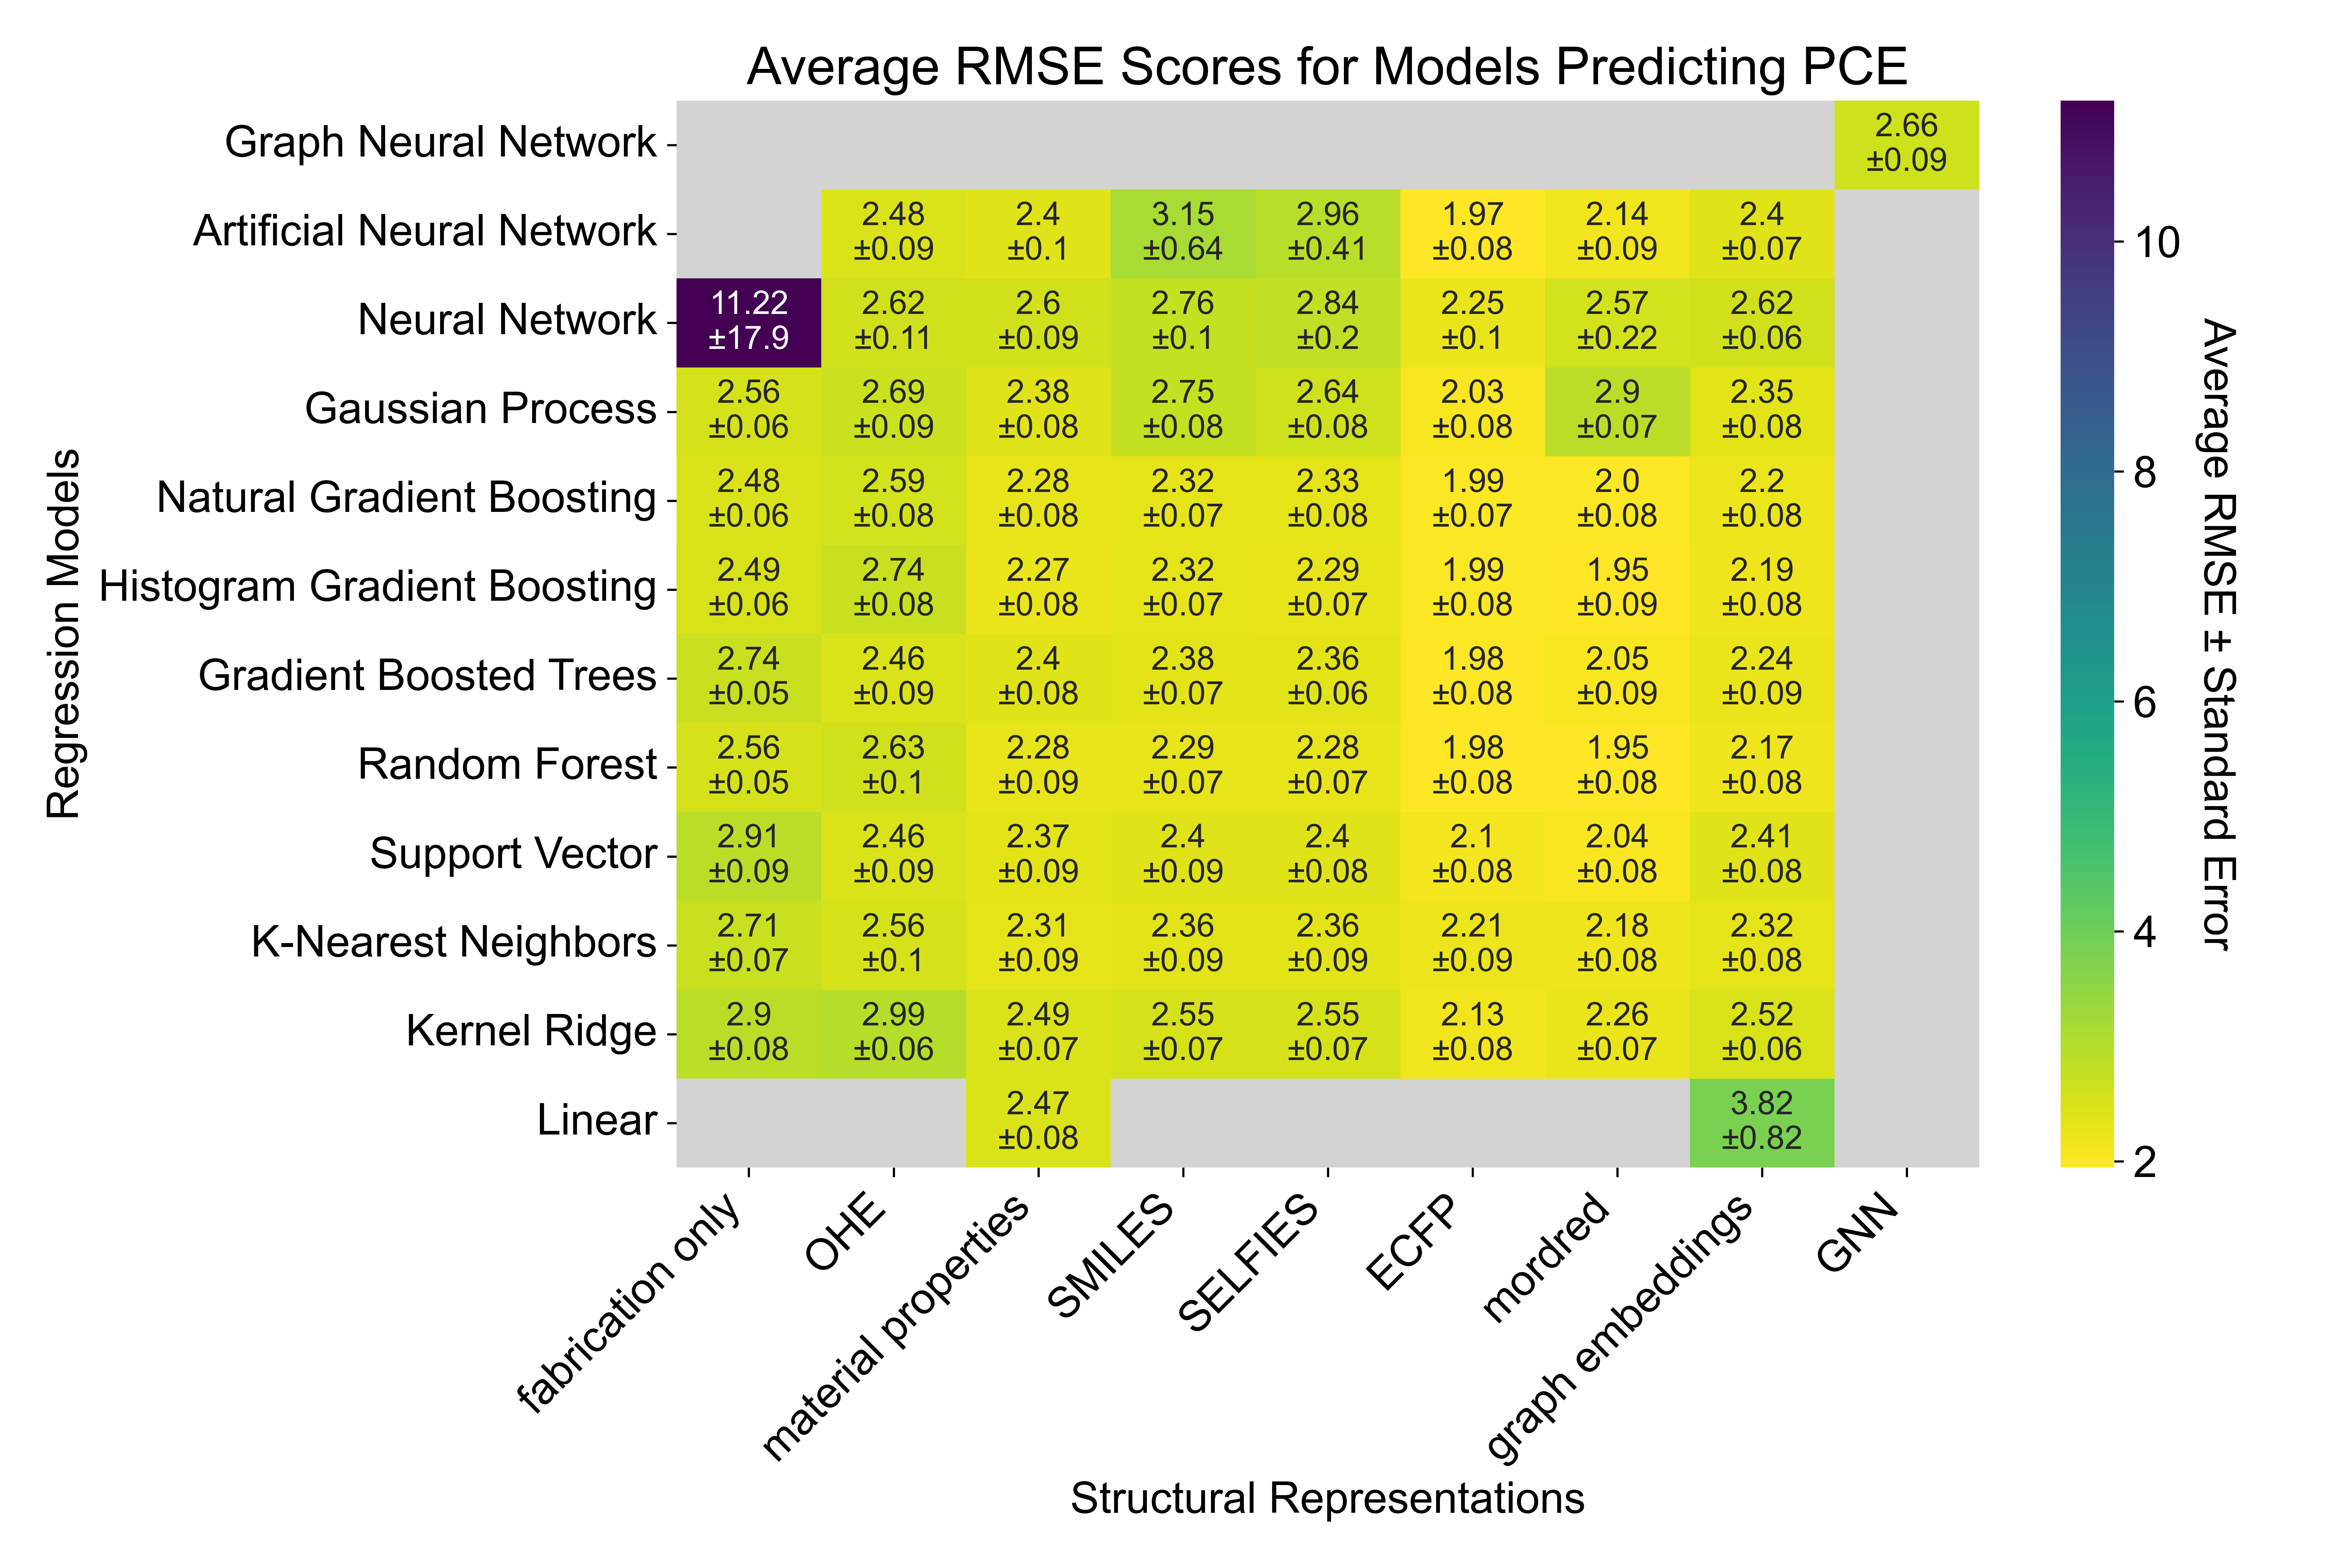 Average RMSE Scores for Models Predicting PCE
Graph Neural Network
2.66
±0.09
Artificial Neural Network
2.48 2.4 3.15 2.96 1.97 2.14 2.4
±0.09 ±0.1 ±0.64 ±0.41 ±0.08 ±0.09 ±0.07
Neural Network
11.22 2.62 2.6 2.76 2.84 2.25 2.57 2.62
±17.9 ±0.11 ±0.09 ±0.1 ±0.2 ±0.1 ±0.22 ±0.06
Gaussian Process
2.56 2.69 2.38 2.75 2.64 2.03 2.9 2.35
±0.06 ±0.09 ±0.08 ±0.08 ±0.08 ±0.08 ±0.07 ±0.08
Natural Gradient Boosting
2.48 2.59 2.28 2.32 2.33 1.99 2.0 2.2
±0.06 ±0.08 ±0.08 ±0.07 ±0.08 ±0.07 ±0.08 ±0.08
Histogram Gradient Boosting
2.49 2.74 2.27 2.32 2.29 1.99 1.95 2.19
±0.06 ±0.08 ±0.08 ±0.07 ±0.07 ±0.08 ±0.09 ±0.08
Gradient Boosted Trees
2.74 2.46 2.4 2.38 2.36 1.98 2.05 2.24
±0.05 ±0.09 ±0.08 ±0.07 ±0.06 ±0.08 ±0.09 ±0.09
Random Forest
2.56 2.63 2.28 2.29 2.28 1.98 1.95 2.17
±0.05 ±0.1 ±0.09 ±0.07 ±0.07 ±0.08 ±0.08 ±0.08
Support Vector
2.91 2.46 2.37 2.4 2.4 2.1 2.04 2.41
±0.09 ±0.09 ±0.09 ±0.09 ±0.08 ±0.08 ±0.08 ±0.08
K-Nearest Neighbors
2.71 2.56 2.31 2.36 2.36 2.21 2.18 2.32
±0.07 ±0.1 ±0.09 ±0.09 ±0.09 ±0.09 ±0.08 ±0.08
Kernel Ridge
2.9 2.99 2.49 2.55 2.55 2.13 2.26 2.52
±0.08 ±0.06 ±0.07 ±0.07 ±0.07 ±0.08 ±0.07 ±0.06
Linear
2.47 3.82
±0.08 ±0.82
Regression Models
fabrication only
OHE
material properties
SMILES
SELFIES
ECFP
mordred
graph embeddings
GNN
Structural Representations
10
8
6
4
2
Average RMSE ± Standard Error